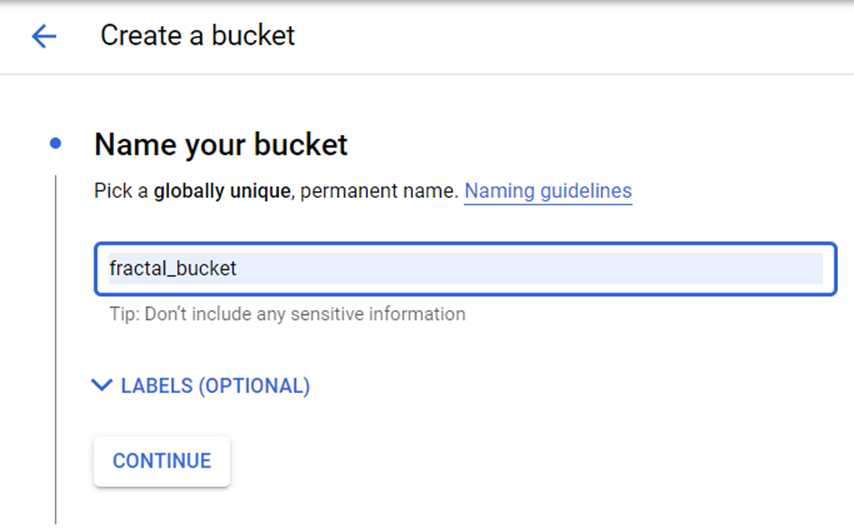 Create a bucket
Name your bucket
Pick a globally unique, permanent name. Naming guidelines
fractal_bucket
Tip: Don’t include any sensitive information
LABELS (OPTIONAL)
CONTINUE